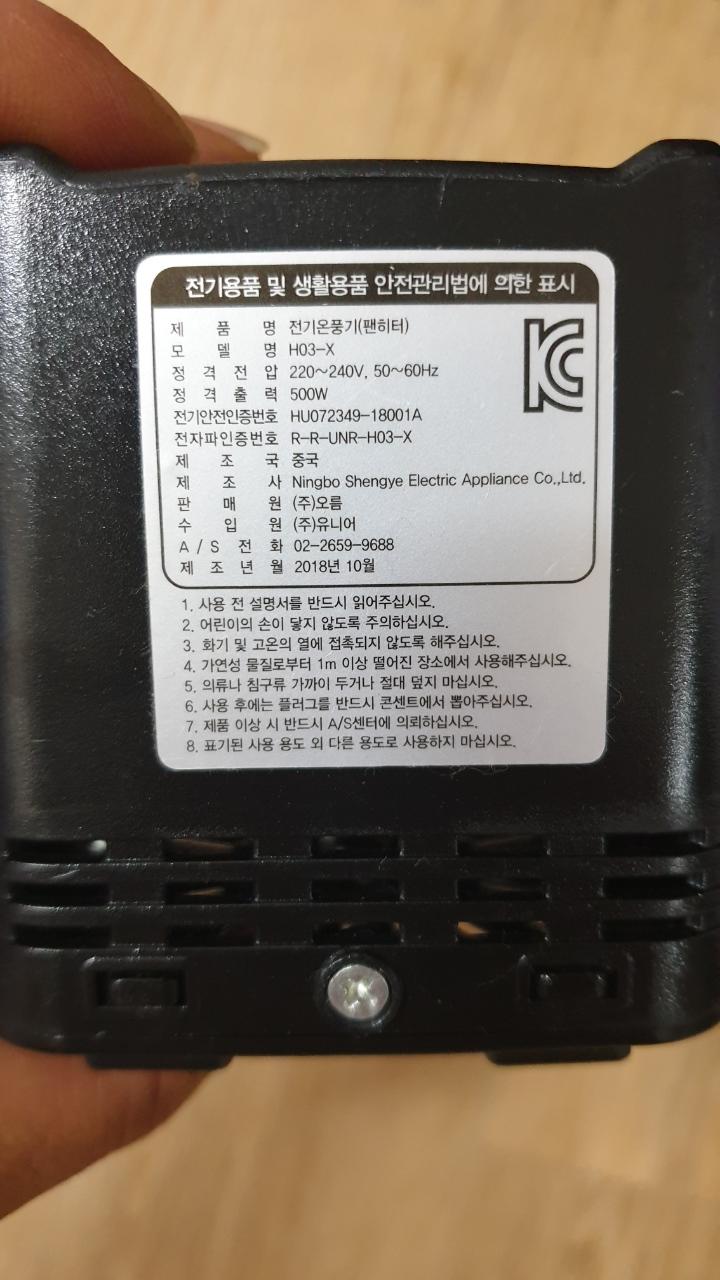 전기용품 및 생활용품 안전관리법에 의한 표시
제 품 명 전기온풍기(팬히터)
모 델 명 H03-X
정 격 전 압 220~240V, 50~60Hz
정 격 출 력 500W
전기안전인증번호 HU072349-18001A
전자파인증번호 R-R-UNR-H03-X
제 조 국 중국
제 조 사 Ningbo Shengye Electric Appliance Co.,Ltd.
판 매 원 (주)오름
수 입 원 (주)유니어
A / S 전 화 02-2659-9688
제 조 년 월 2018년 10월
KC
1. 사용 전 설명서를 반드시 읽어주십시오.
2. 어린이의 손이 닿지 않도록 주의하십시오.
3. 화기 및 고온의 열에 접촉되지 않도록 해주십시오.
4. 가연성 물질로부터 1m 이상 떨어진 장소에서 사용해주십시오.
5. 의류나 침구류 가까이 두거나 절대 덮지 마십시오.
6. 사용 후에는 플러그를 반드시 콘센트에서 뽑아주십시오.
7. 제품 이상 시 반드시 A/S센터에 의뢰하십시오.
8. 표기된 사용 용도 외 다른 용도로 사용하지 마십시오.